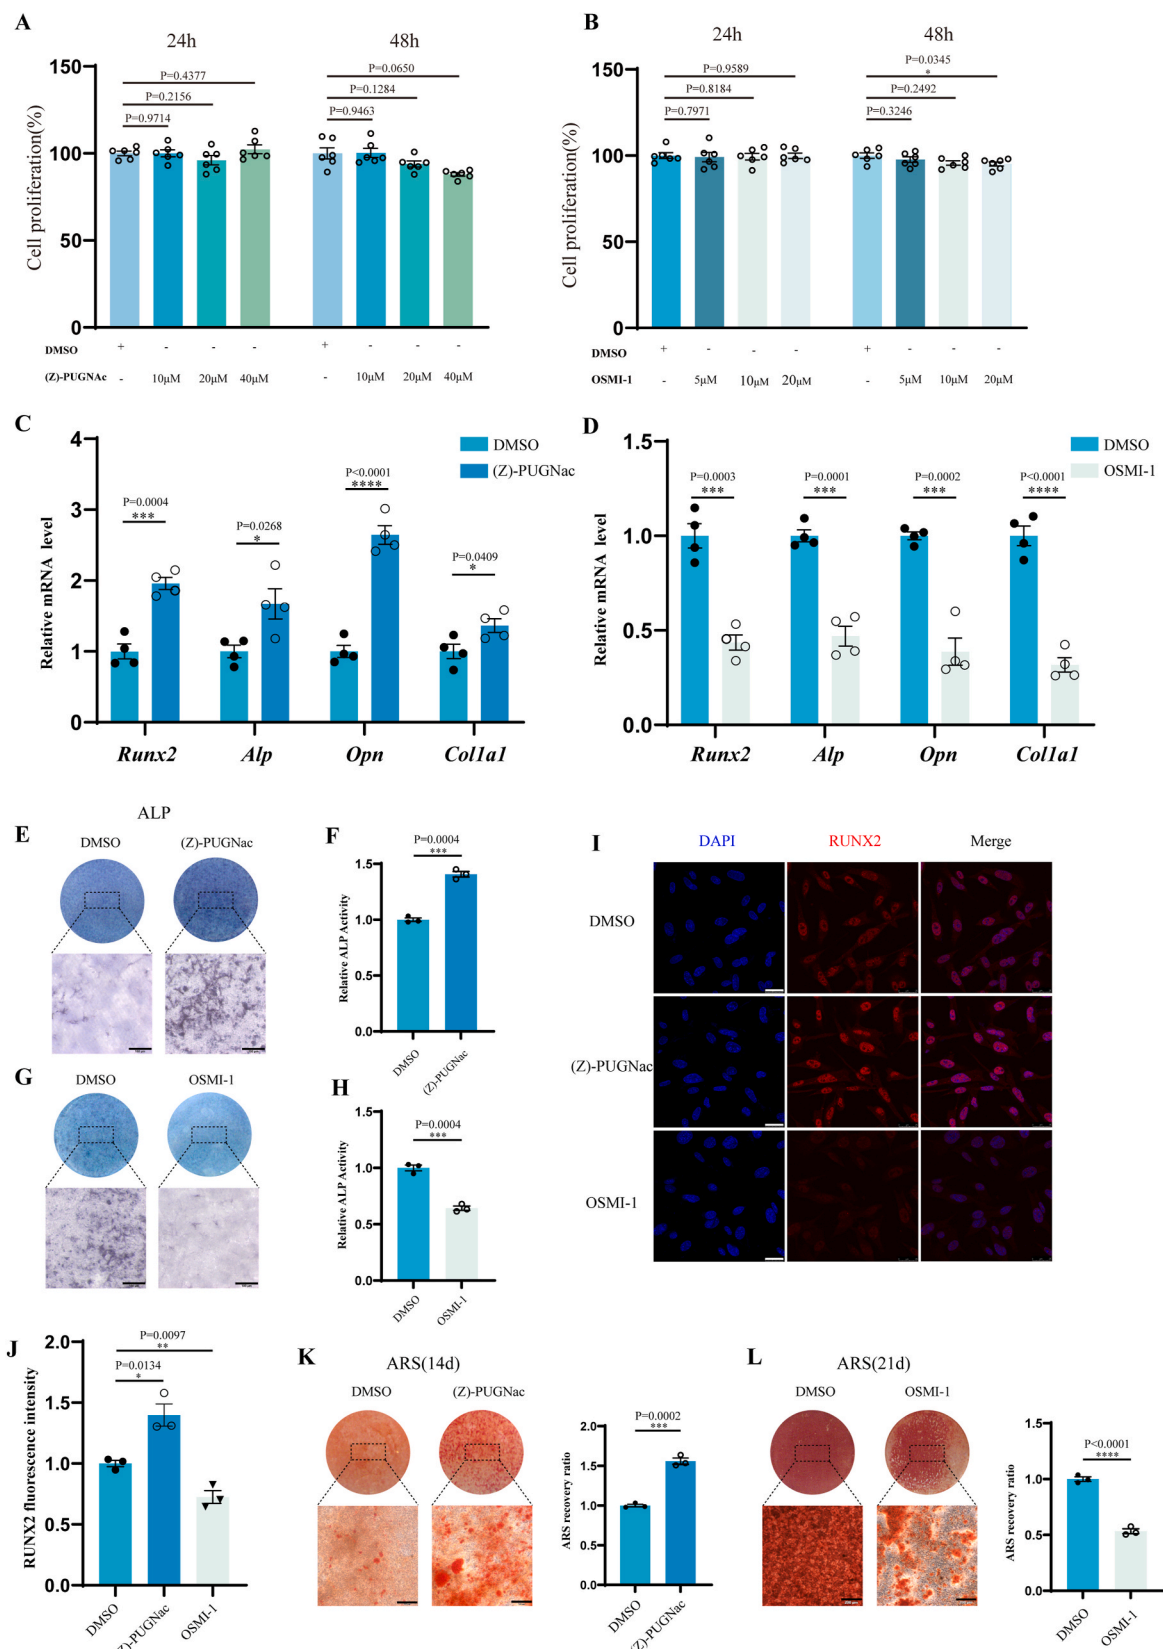 A
24h
48h
P=0.4377
P=0.2156
P=0.9714
P=0.0650
P=0.1284
P=0.9463
Cell proliferation(%)
150
100
50
0
DMSO + - - - + - - -
(Z)-PUGNAc - 10μM 20μM 40μM - 10μM 20μM 40μM
B
24h
48h
P=0.9589
P=0.8184
P=0.7971
P=0.0345
*
P=0.2492
P=0.3246
Cell proliferation(%)
150
100
50
0
DMSO + - - - + - - -
OSMI-1 - 5μM 10μM 20μM - 5μM 10μM 20μM
C
DMSO
(Z)-PUGNac
P=0.0004
***
P=0.0268
*
P<0.0001
****
P=0.0409
*
Relative mRNA level
4
3
2
1
0
Runx2 Alp Opn Col1a1
D
DMSO
OSMI-1
P=0.0003
***
P=0.0001
***
P=0.0002
***
P<0.0001
****
Relative mRNA level
1.5
1.0
0.5
0.0
Runx2 Alp Opn Col1a1
ALP
E
DMSO (Z)-PUGNac
F
P=0.0004
***
Relative ALP Activity
1.5
1.0
0.5
0.0
DMSO
(Z)-PUGNac
G
DMSO OSMI-1
H
P=0.0004
***
Relative ALP Activity
1.5
1.0
0.5
0.0
DMSO
OSMI-1
I
DAPI RUNX2 Merge
DMSO
(Z)-PUGNac
OSMI-1
J
P=0.0097
**
P=0.0134
*
RUNX2 fluorescence intensity
2.0
1.5
1.0
0.5
0.0
DMSO
(Z)-PUGNac
OSMI-1
K
ARS(14d)
DMSO (Z)-PUGNac
P=0.0002
***
ARS recovery ratio
2.0
1.5
1.0
0.5
0.0
DMSO
(Z)-PUGNac
L
ARS(21d)
DMSO OSMI-1
P<0.0001
****
ARS recovery ratio
1.5
1.0
0.5
0.0
DMSO
OSMI-1